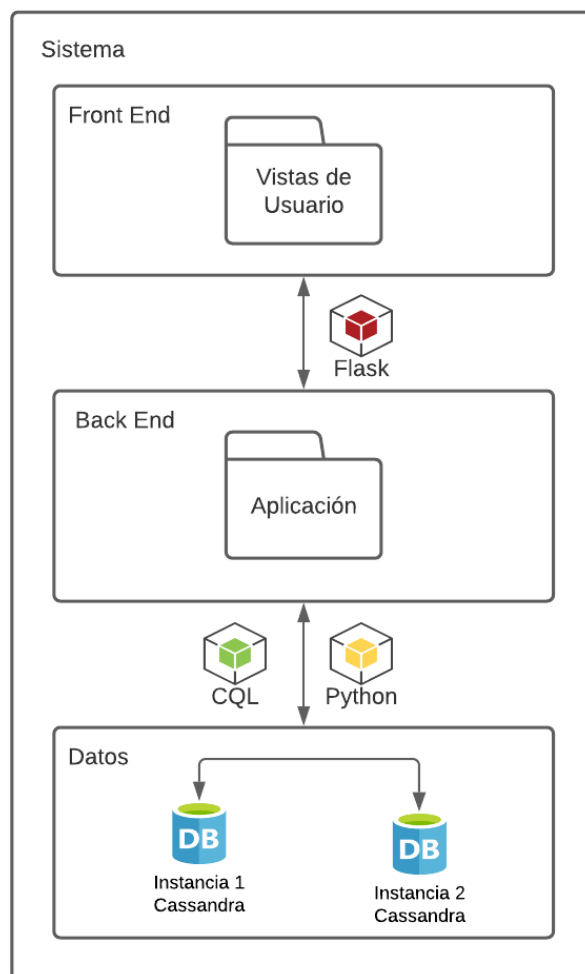 Sistema
Front End
Vistas de
Usuario
Flask
Back End
Aplicación
CQL
Python
Datos
DB
DB
Instancia 1
Cassandra
Instancia 2
Cassandra